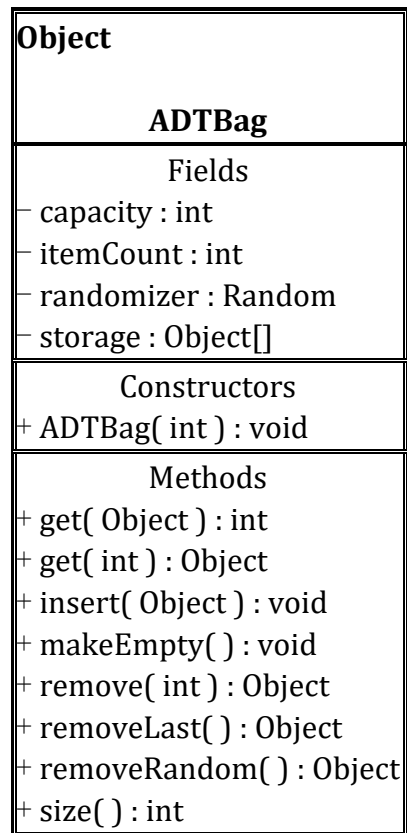 Object
ADTBag
Fields
− capacity : int
− itemCount : int
− randomizer : Random
− storage : Object[]
Constructors
+ ADTBag( int ) : void
Methods
+ get( Object ) : int
+ get( int ) : Object
+ insert( Object ) : void
+ makeEmpty( ) : void
+ remove( int ) : Object
+ removeLast( ) : Object
+ removeRandom( ) : Object
+ size( ) : int